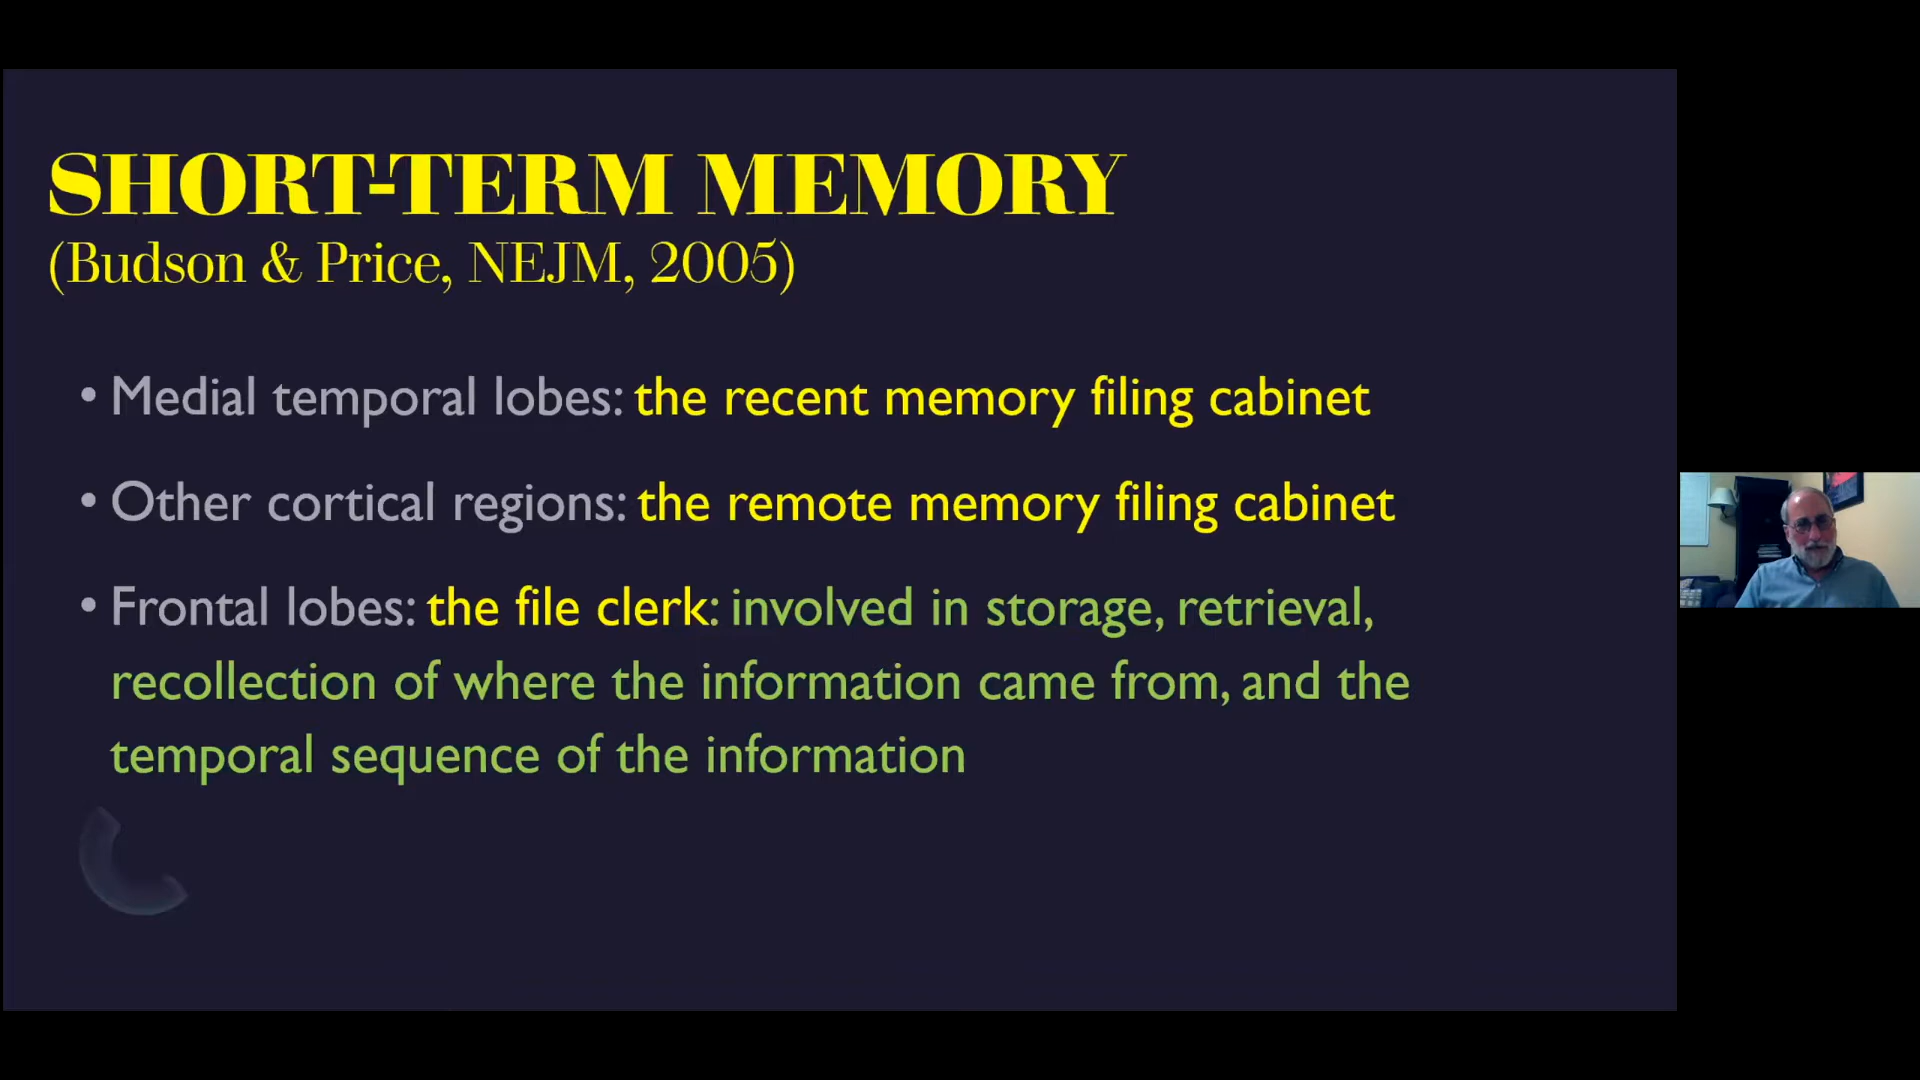 SHORT-TERM MEMORY
(Budson & Price, NEJM, 2005)
• Medial temporal lobes: the recent memory filing cabinet
• Other cortical regions: the remote memory filing cabinet
• Frontal lobes: the file clerk: involved in storage, retrieval,
recollection of where the information came from, and the
temporal sequence of the information